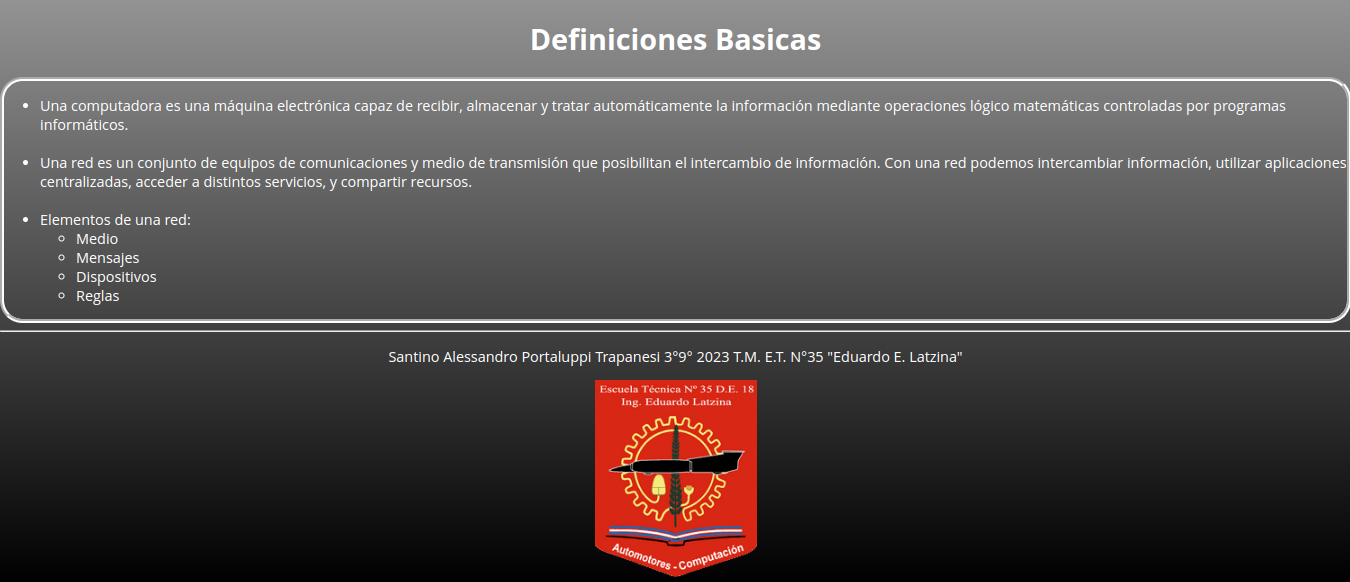 Definiciones Basicas
Una computadora es una máquina electrónica capaz de recibir, almacenar y tratar automáticamente la información mediante operaciones lógico matemáticas controladas por programas
informáticos.
Una red es un conjunto de equipos de comunicaciones y medio de transmisión que posibilitan el intercambio de información. Con una red podemos intercambiar información, utilizar aplicaciones
centralizadas, acceder a distintos servicios, y compartir recursos.
Elementos de una red:
Medio
Mensajes
Dispositivos
Reglas
Santino Alessandro Portaluppi Trapanesi 3°9° 2023 T.M. E.T. N°35 "Eduardo E. Latzina"
Escuela Técnica Nº 35 D.E. 18
Ing. Eduardo Latzina
Automotores - Computación